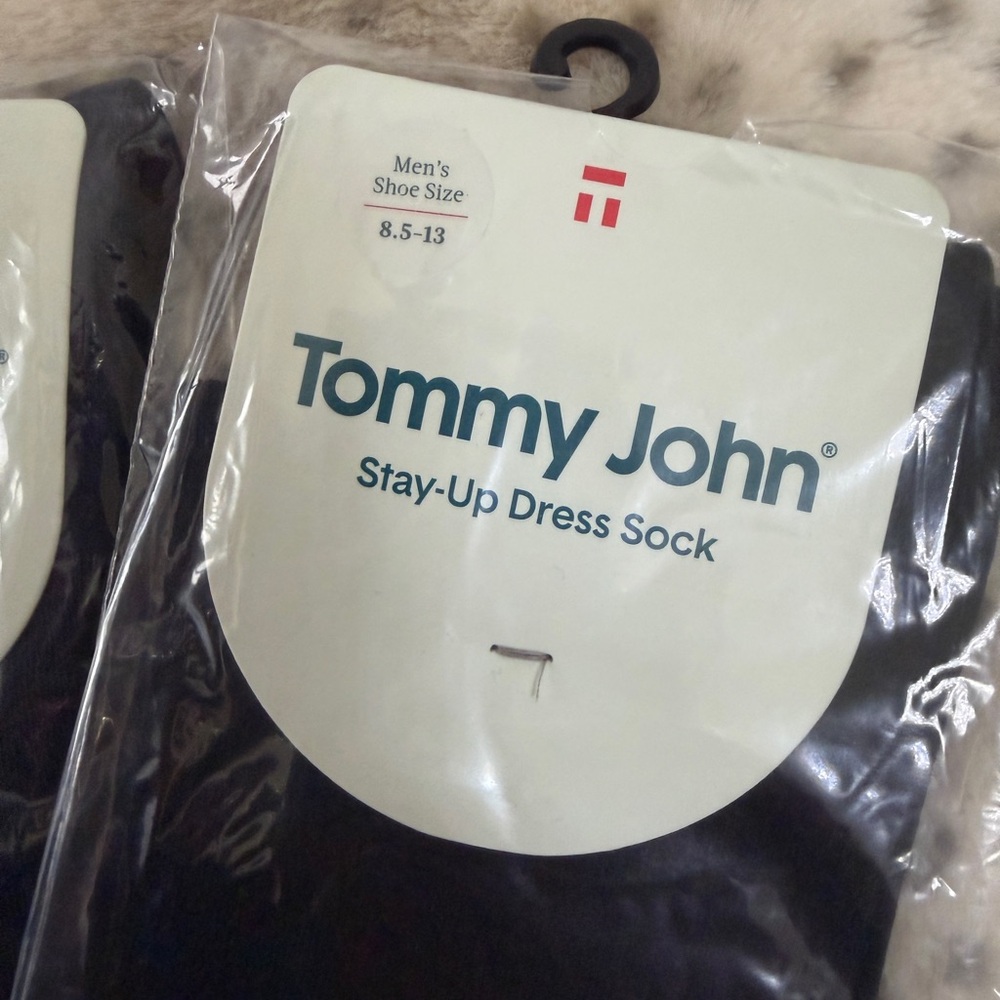 Men's
Shoe Size
8.5-13
Tommy John®
Stay-Up Dress Sock
®